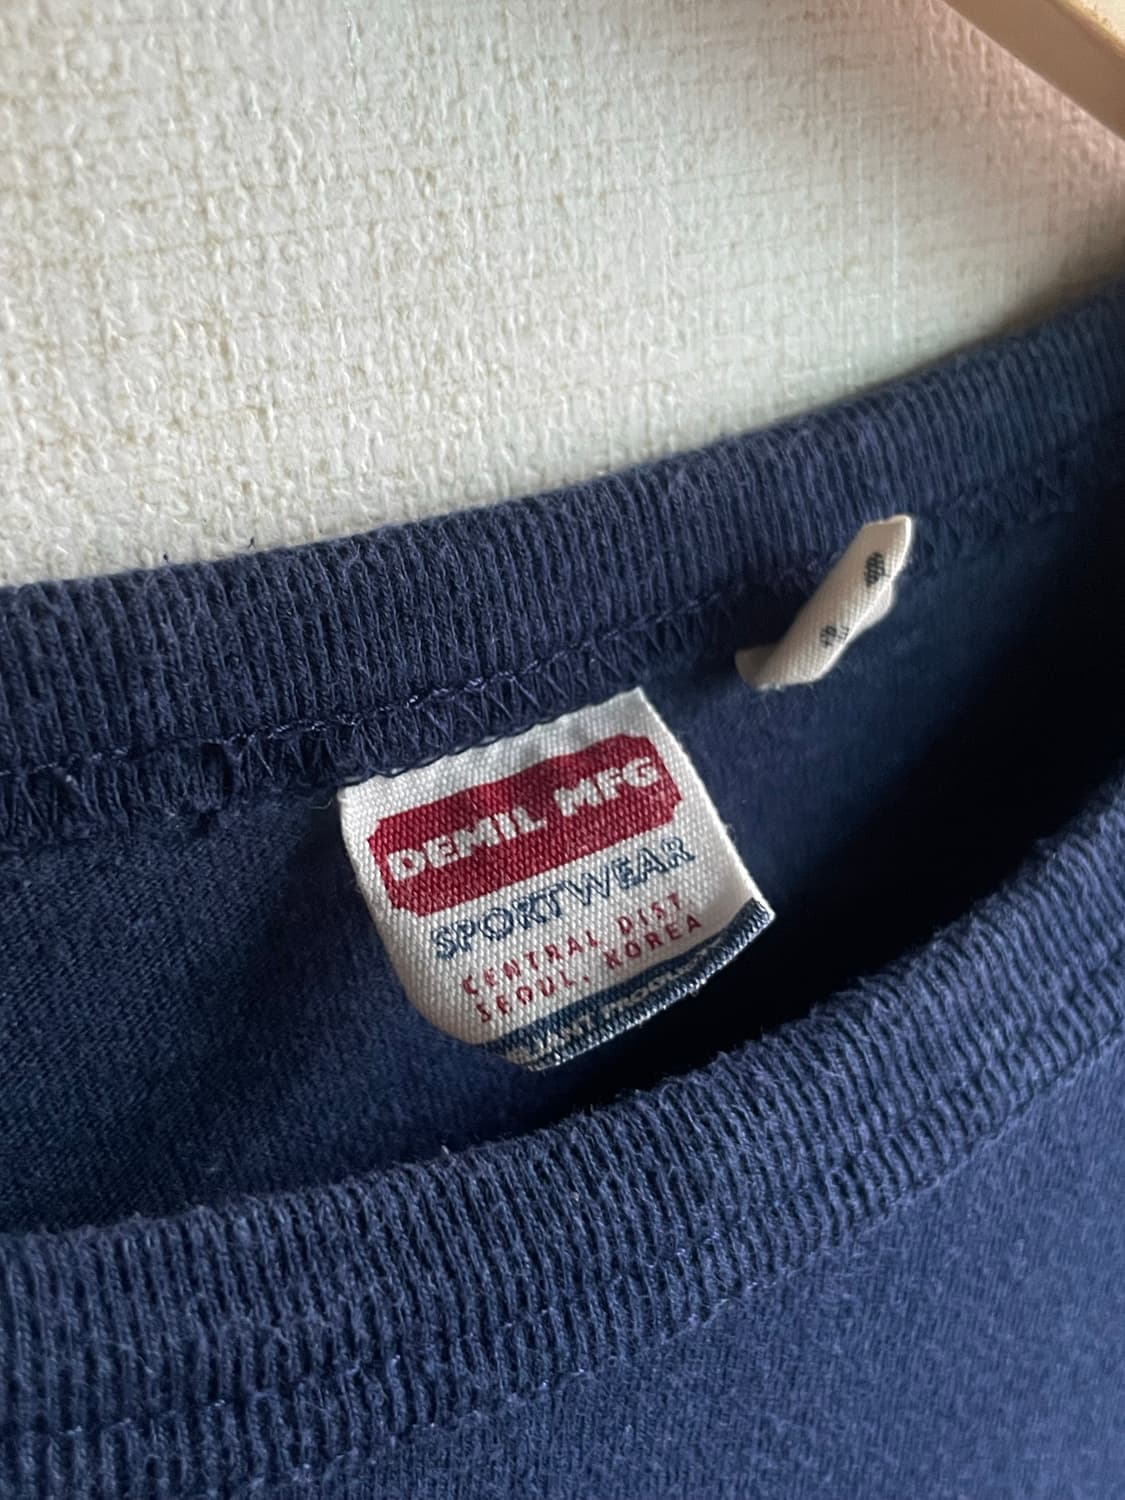 DEMIL MFG
SPORTWEAR
CENTRAL DIST
SEOUL, KOREA